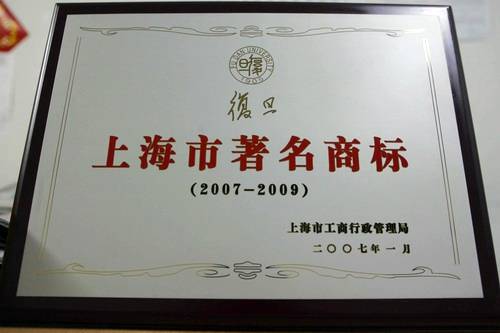 FUDAN UNIVERSITY
復旦
1905
復旦
上海市著名商标
(2007-2009)
上海市工商行政管理局
二〇〇七年一月